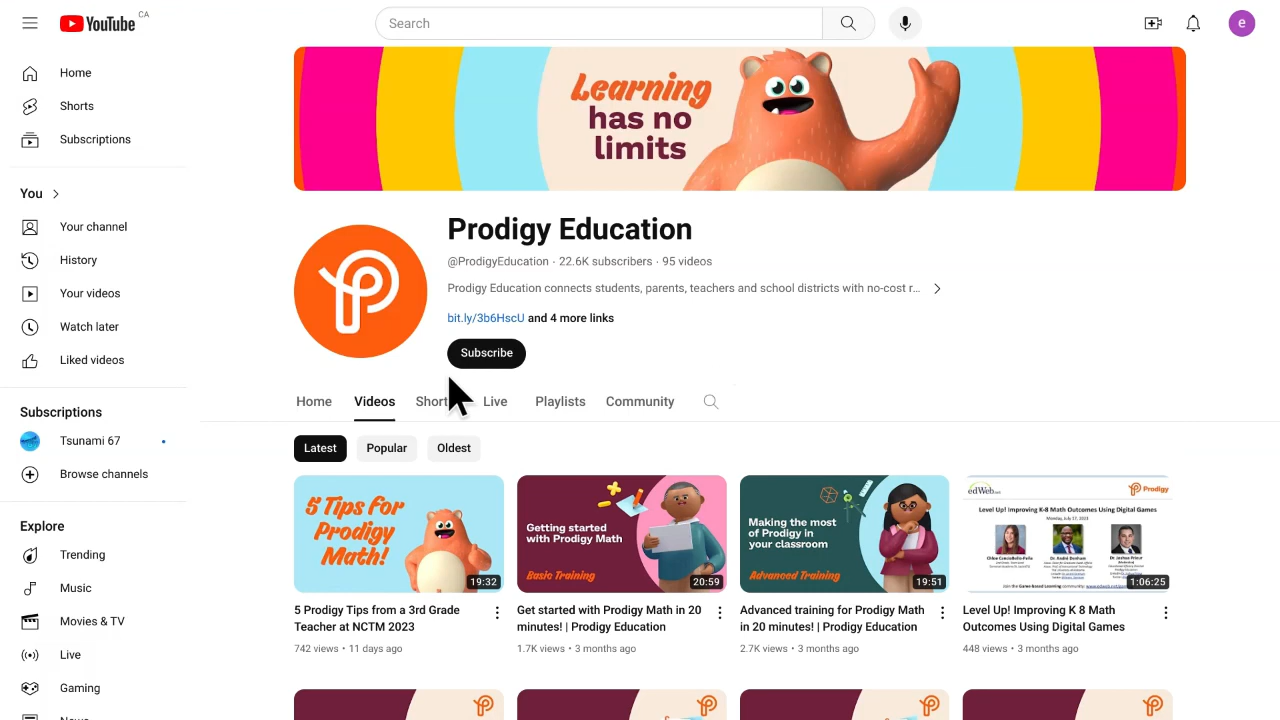 YouTube CA
Search
e
Home
Shorts
Subscriptions
You
Your channel
History
Your videos
Watch later
Liked videos
Subscriptions
Tsunami 67
Browse channels
Explore
Trending
Music
Movies & TV
Live
Gaming
Learning
has no
limits
Prodigy Education
@ProdigyEducation · 22.6K subscribers · 95 videos
Prodigy Education connects students, parents, teachers and school districts with no-cost r...
bit.ly/3b6HscU and 4 more links
Subscribe
Home Videos Short Live Playlists Community
Latest Popular Oldest
5 Tips for
Prodigy
Math!
19:32
5 Prodigy Tips from a 3rd Grade
Teacher at NCTM 2023
742 views • 11 days ago
Getting started
with Prodigy Math
Basic Training
20:59
Get started with Prodigy Math in 20
minutes! | Prodigy Education
1.7K views • 3 months ago
Making the most
of Prodigy in
your classroom
Advanced Training
19:51
Advanced training for Prodigy Math
in 20 minutes! | Prodigy Education
2.7K views • 3 months ago
edWeb.net
Prodigy
Level Up! Improving K-8 Math Outcomes Using Digital Games
1:06:25
Level Up! Improving K 8 Math
Outcomes Using Digital Games
448 views • 3 months ago